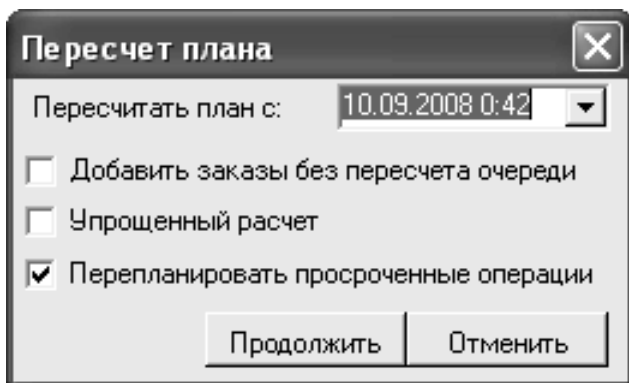 Пересчет плана
Пересчитать план с: 10.09.2008 0:42
Добавить заказы без пересчета очереди
Упрощенный расчет
Перепланировать просроченные операции
Продолжить Отменить